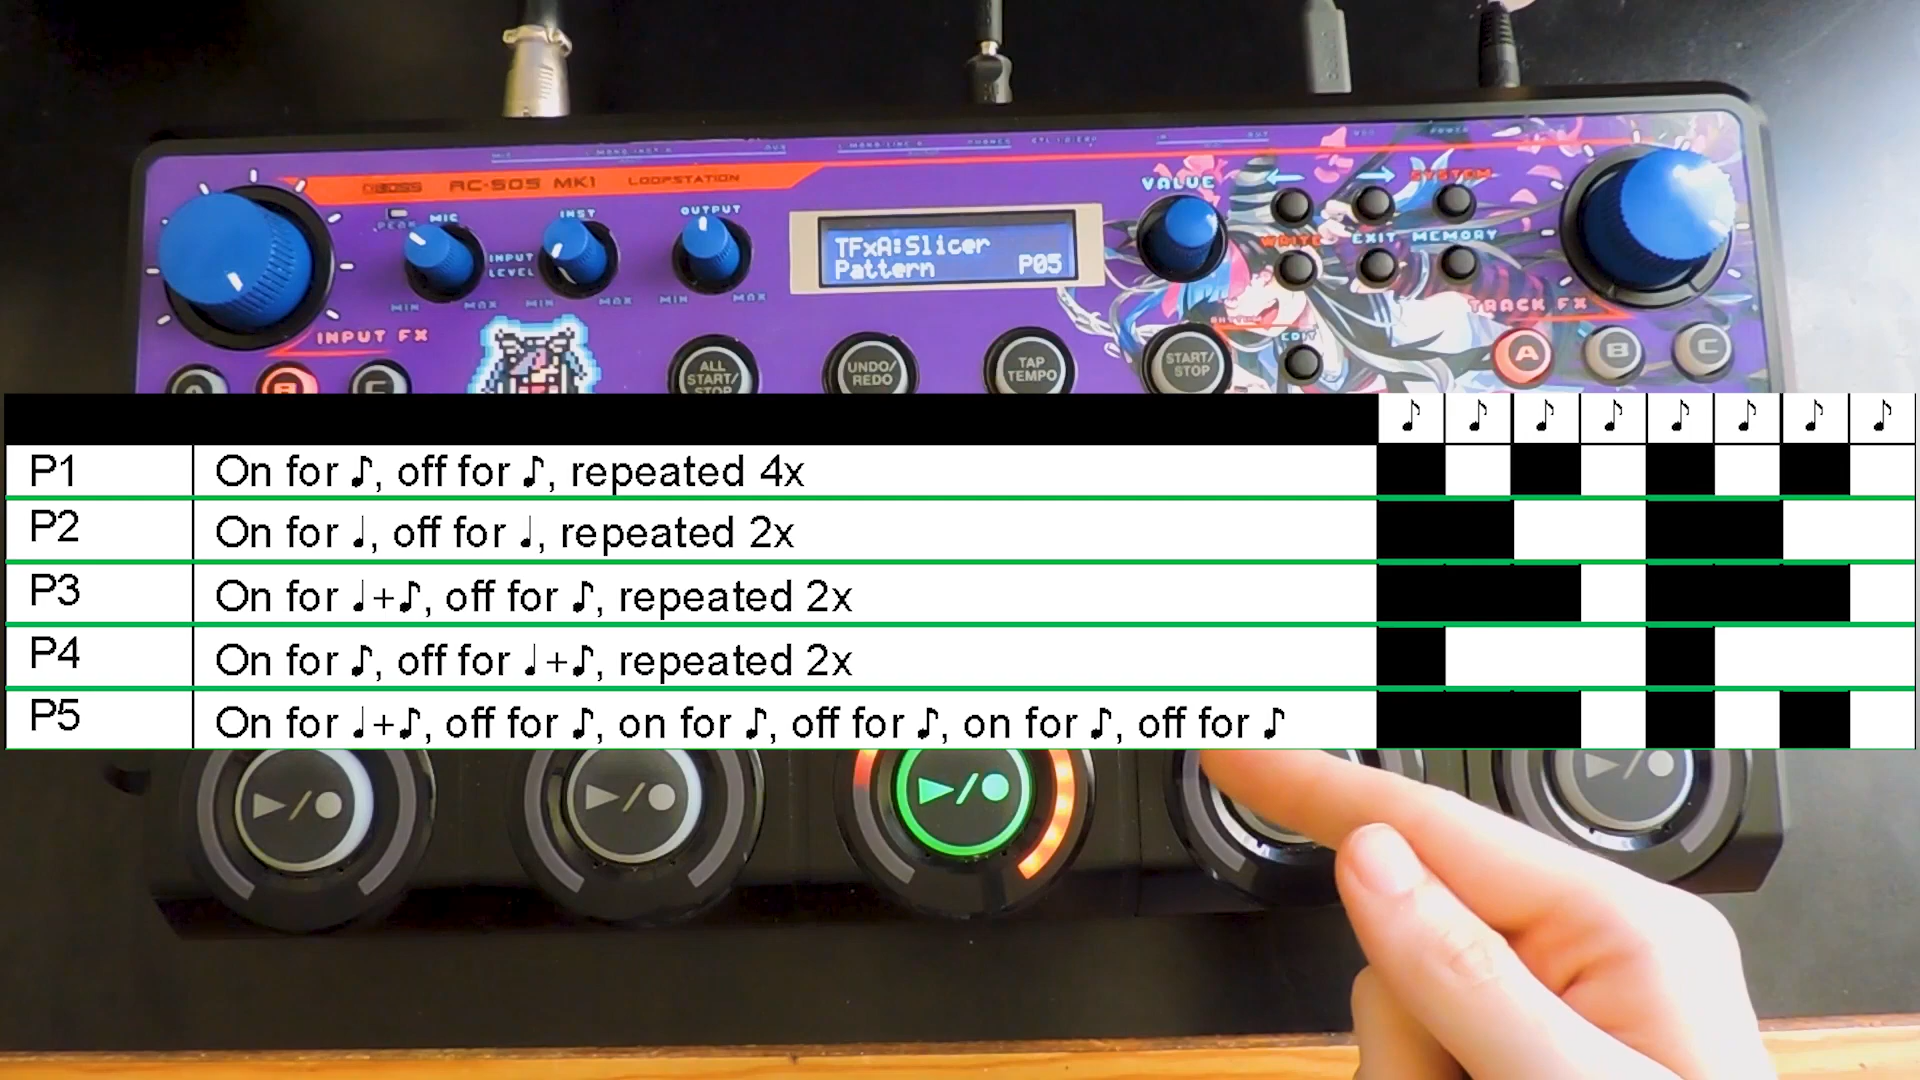 BOSS RC-505 MK1 LOOPSTATION
PEAK
MIC
INST
OUTPUT
INPUT
LEVEL
MIN MAX MIN MAX MIN MAX
TFxA:Slicer
Pattern P05
VALUE
← → SYSTEM
WRITE EXIT MEMORY
INPUT FX
A B C
ALL
START/
STOP
UNDO/
REDO
TAP
TEMPO
START/
STOP
RHYTHM
EDIT
TRACK FX
A B C
♪ ♪ ♪ ♪ ♪ ♪ ♪ ♪
P1 On for ♪, off for ♪, repeated 4x
P2 On for ♩, off for ♩, repeated 2x
P3 On for ♩+♪, off for ♪, repeated 2x
P4 On for ♪, off for ♩+♪, repeated 2x
P5 On for ♩+♪, off for ♪, on for ♪, off for ♪, on for ♪, off for ♪